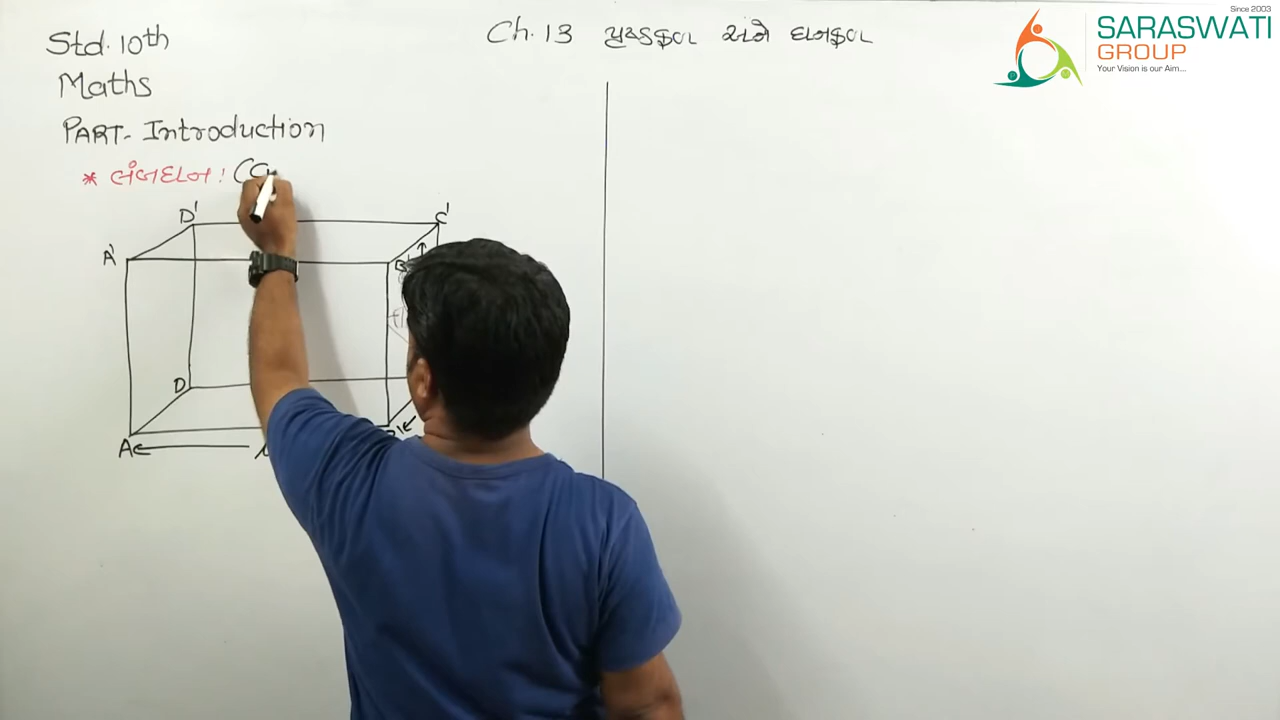 Std. 10th
Maths
PART- Introduction
Ch. 13 પૃષ્ઠફળ અને ઘનફળ
Since 2003
SARASWATI
GROUP
Your Vision is our Aim...
* લંબઘન : (Cu
D' C'
A' B'
h
D
A l